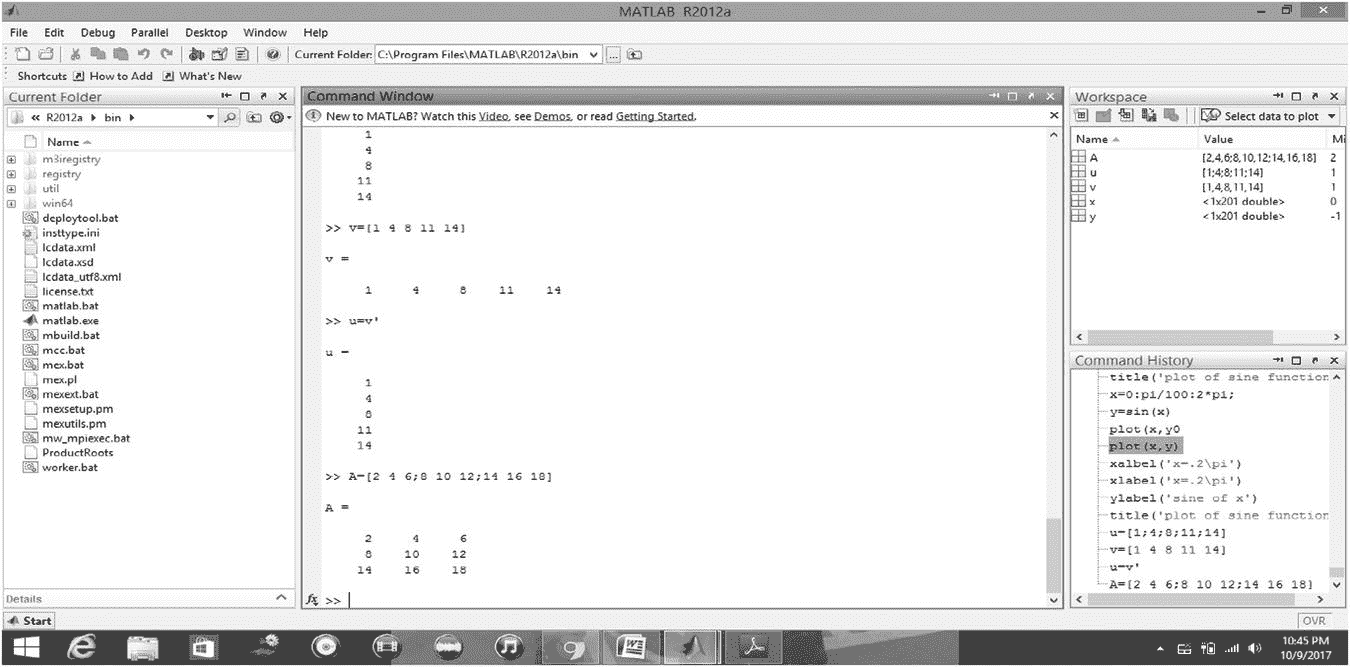 MATLAB R2012a
File Edit Debug Parallel Desktop Window Help
Current Folder: C:\Program Files\MATLAB\R2012a\bin
Shortcuts How to Add What's New
Current Folder
« R2012a bin
Name
m3iregistry
registry
util
win64
deploytool.bat
insttype.ini
lcdata.xml
lcdata.xsd
lcdata_utf8.xml
license.txt
matlab.bat
matlab.exe
mbuild.bat
mcc.bat
mex.bat
mex.pl
mexext.bat
mexsetup.pm
mexutils.pm
mw_mpiexec.bat
ProductRoots
worker.bat
Details
Start
Command Window
New to MATLAB? Watch this Video, see Demos, or read Getting Started.
1
4
8
11
14
>> v=[1 4 8 11 14]
v =
1 4 8 11 14
>> u=v'
u =
1
4
8
11
14
>> A=[2 4 6;8 10 12;14 16 18]
A =
2 4 6
8 10 12
14 16 18
fx >>
Workspace
Select data to plot
Name Value Mi
A [2,4,6;8,10,12;14,16,18] 2
u [1;4;8;11;14] 1
v [1,4,8,11,14] 1
x <1x201 double> 0
y <1x201 double> -1
Command History
title('plot of sine function
x=0:pi/100:2*pi;
y=sin(x)
plot(x,y0
plot(x,y)
xalbel('x=.2\pi')
xlabel('x=.2\pi')
ylabel('sine of x')
title('plot of sine function
u=[1;4;8;11;14]
v=[1 4 8 11 14]
u=v'
A=[2 4 6;8 10 12;14 16 18]
OVR
10:45 PM
10/9/2017